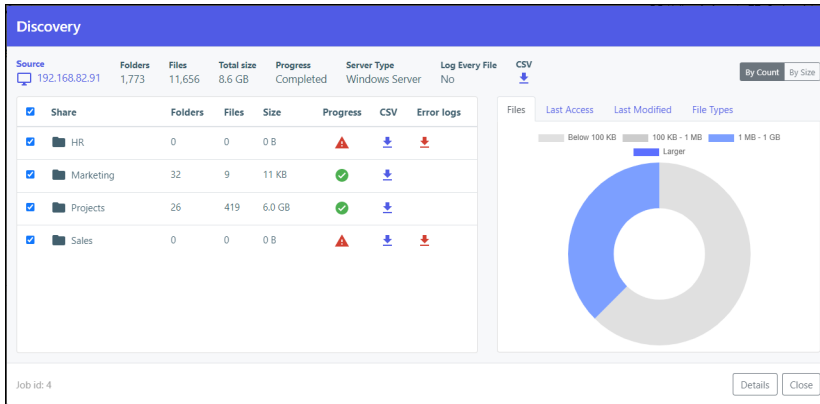 Discovery
Source Folders Files Total size Progress Server Type Log Every File CSV
192.168.82.91 1,773 11,656 8.6 GB Completed Windows Server No
By Count By Size
Share Folders Files Size Progress CSV Error logs
HR 0 0 0 B
Marketing 32 9 11 KB
Projects 26 419 6.0 GB
Sales 0 0 0 B
Files Last Access Last Modified File Types
Below 100 KB 100 KB - 1 MB 1 MB - 1 GB
Larger
Job id: 4
Details Close